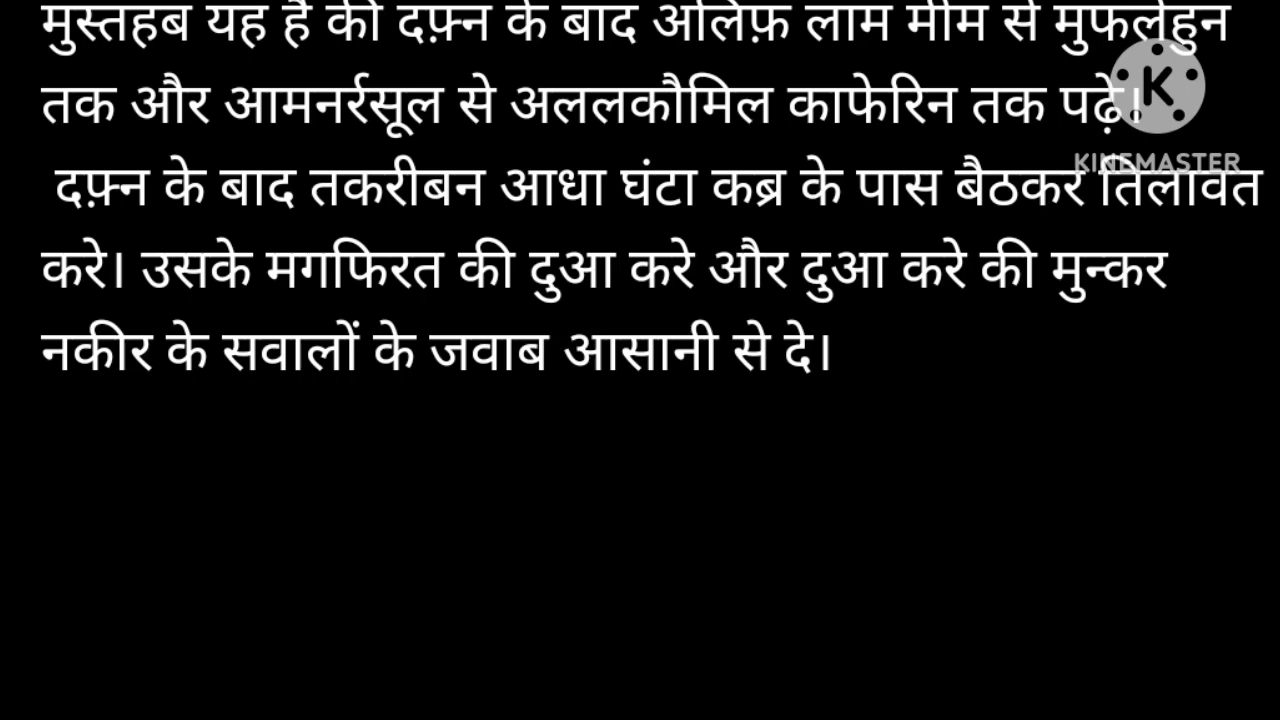 मुस्तहब यह है की दफ़्न के बाद अलिफ़ लाम मीम से मुफलेहुन
तक और आमनर्रसूल से अललकौमिल काफेरिन तक पढ़े।
दफ़्न के बाद तकरीबन आधा घंटा कब्र के पास बैठकर तिलावत
करे। उसके मगफिरत की दुआ करे और दुआ करे की मुन्कर
नकीर के सवालों के जवाब आसानी से दे।
K
KINEMASTER